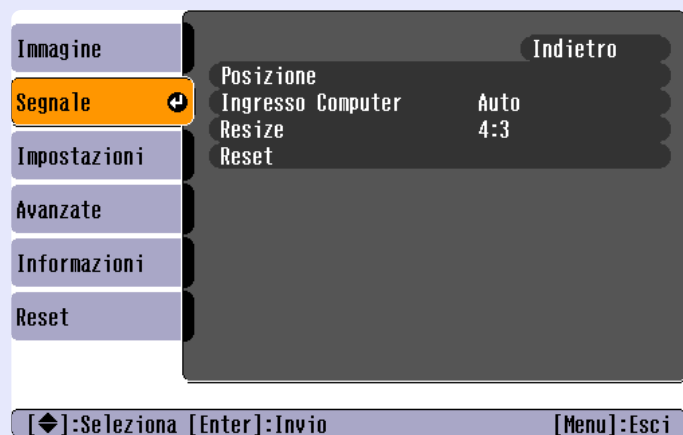 Immagine
Segnale
Impostazioni
Avanzate
Informazioni
Reset
Indietro
Posizione
Ingresso Computer Auto
Resize 4:3
Reset
[◆]:Seleziona [Enter]:Invio [Menu]:Esci